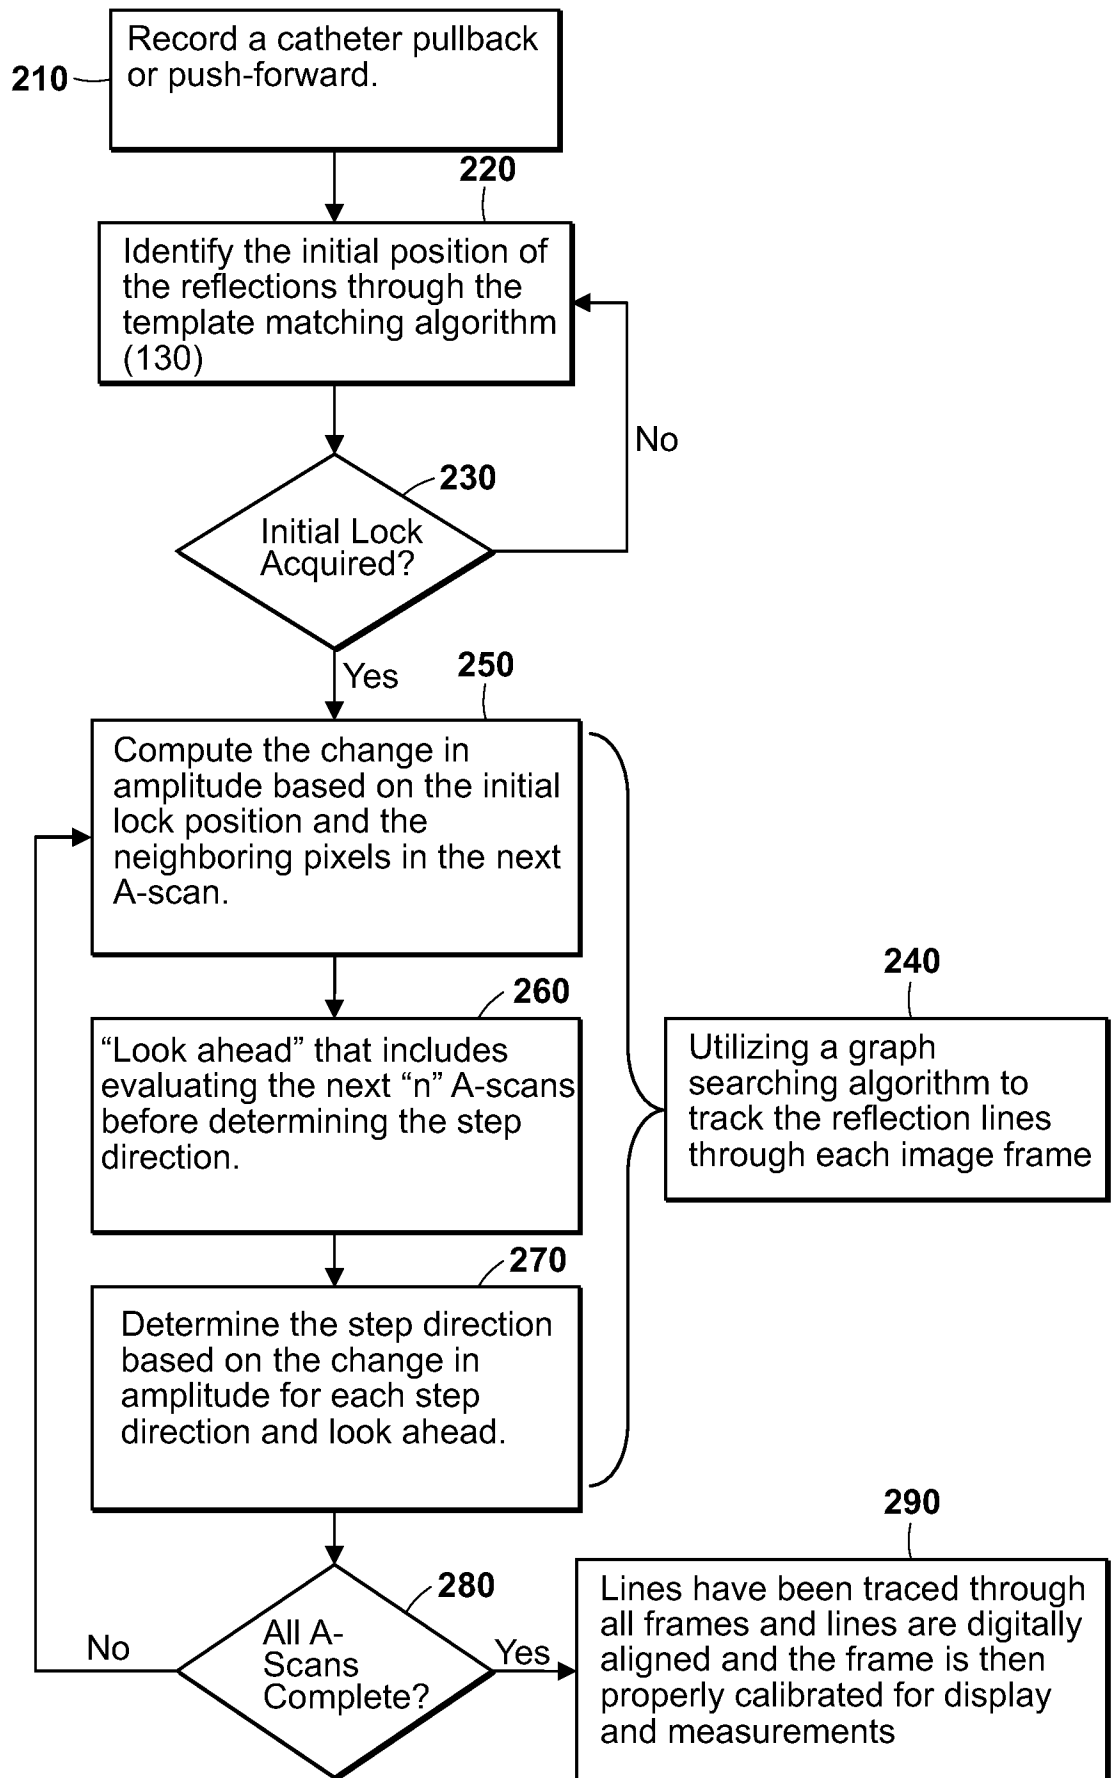 Record a catheter pullback
or push-forward.
210
220
Identify the initial position of
the reflections through the
template matching algorithm
(130)
No
230
Initial Lock
Acquired?
Yes
250
Compute the change in
amplitude based on the initial
lock position and the
neighboring pixels in the next
A-scan.
260
“Look ahead” that includes
evaluating the next “n” A-scans
before determining the step
direction.
240
Utilizing a graph
searching algorithm to
track the reflection lines
through each image frame
270
Determine the step direction
based on the change in
amplitude for each step
direction and look ahead.
280
All A-
Scans
Complete?
No
Yes
290
Lines have been traced through
all frames and lines are digitally
aligned and the frame is then
properly calibrated for display
and measurements